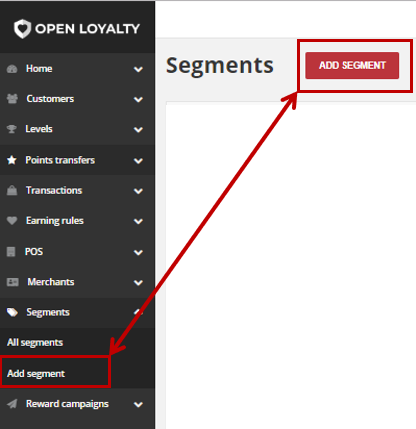 OPEN LOYALTY
Home
Customers
Levels
Points transfers
Transactions
Earning rules
POS
Merchants
Segments
All segments
Add segment
Reward campaigns
Segments
ADD SEGMENT